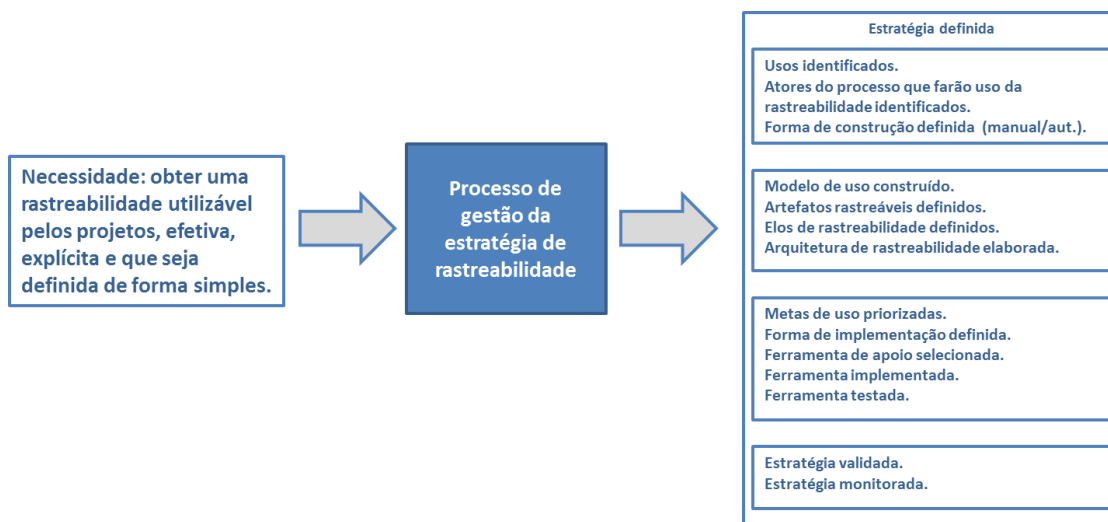 Necessidade: obter uma
rastreabilidade utilizável
pelos projetos, efetiva,
explícita e que seja
definida de forma simples.
Processo de
gestão da
estratégia de
rastreabilidade
Estratégia definida
Usos identificados.
Atores do processo que farão uso da
rastreabilidade identificados.
Forma de construção definida (manual/aut.).
Modelo de uso construído.
Artefatos rastreáveis definidos.
Elos de rastreabilidade definidos.
Arquitetura de rastreabilidade elaborada.
Metas de uso priorizadas.
Forma de implementação definida.
Ferramenta de apoio selecionada.
Ferramenta implementada.
Ferramenta testada.
Estratégia validada.
Estratégia monitorada.